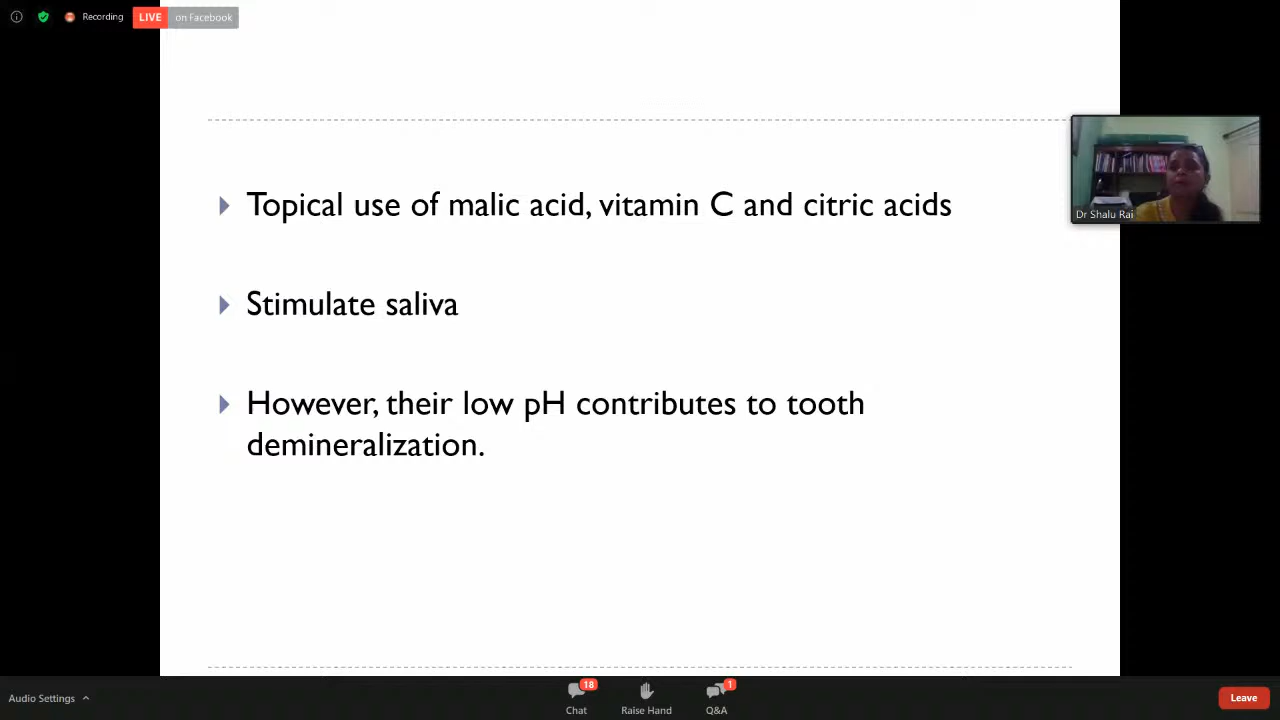 Recording LIVE on Facebook
Topical use of malic acid, vitamin C and citric acids
Dr Shalu Rai
Stimulate saliva
However, their low pH contributes to tooth
demineralization.
Audio Settings
18
Chat
Raise Hand
1
Q&A
Leave